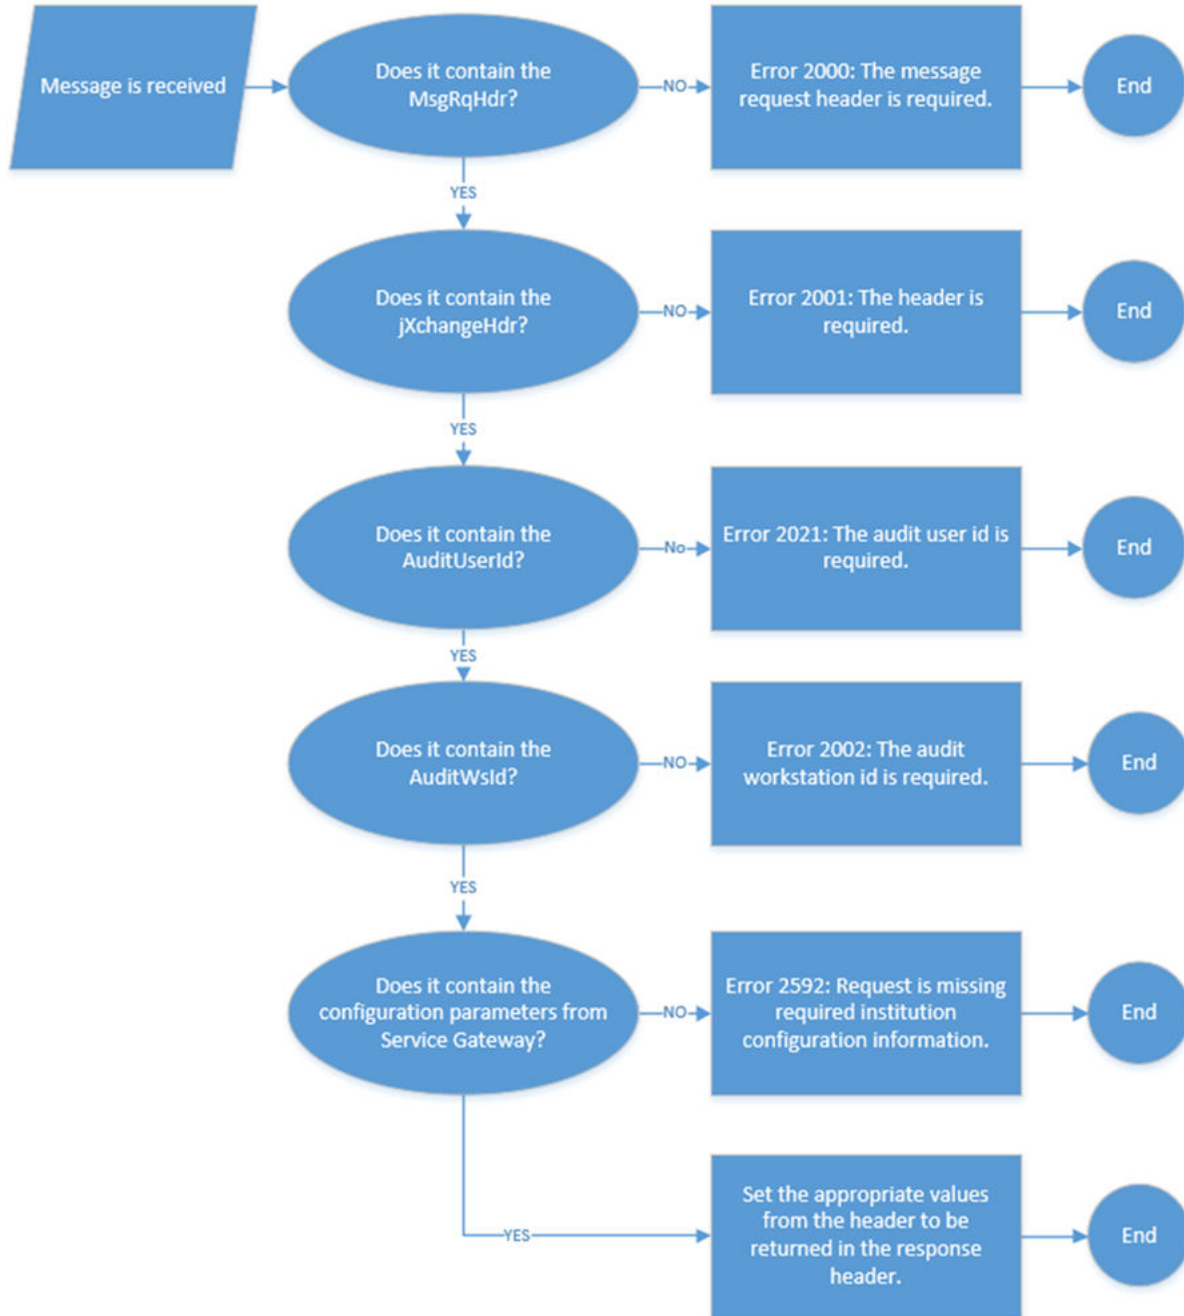 Message is received
Does it contain the
MsgRqHdr?
NO
Error 2000: The message
request header is required.
End
YES
Does it contain the
jXchangeHdr?
NO
Error 2001: The header is
required.
End
YES
Does it contain the
AuditUserId?
No
Error 2021: The audit user id is
required.
End
YES
Does it contain the
AuditWsId?
NO
Error 2002: The audit
workstation id is required.
End
YES
Does it contain the
configuration parameters from
Service Gateway?
NO
Error 2592: Request is missing
required institution
configuration information.
End
YES
Set the appropriate values
from the header to be
returned in the response
header.
End